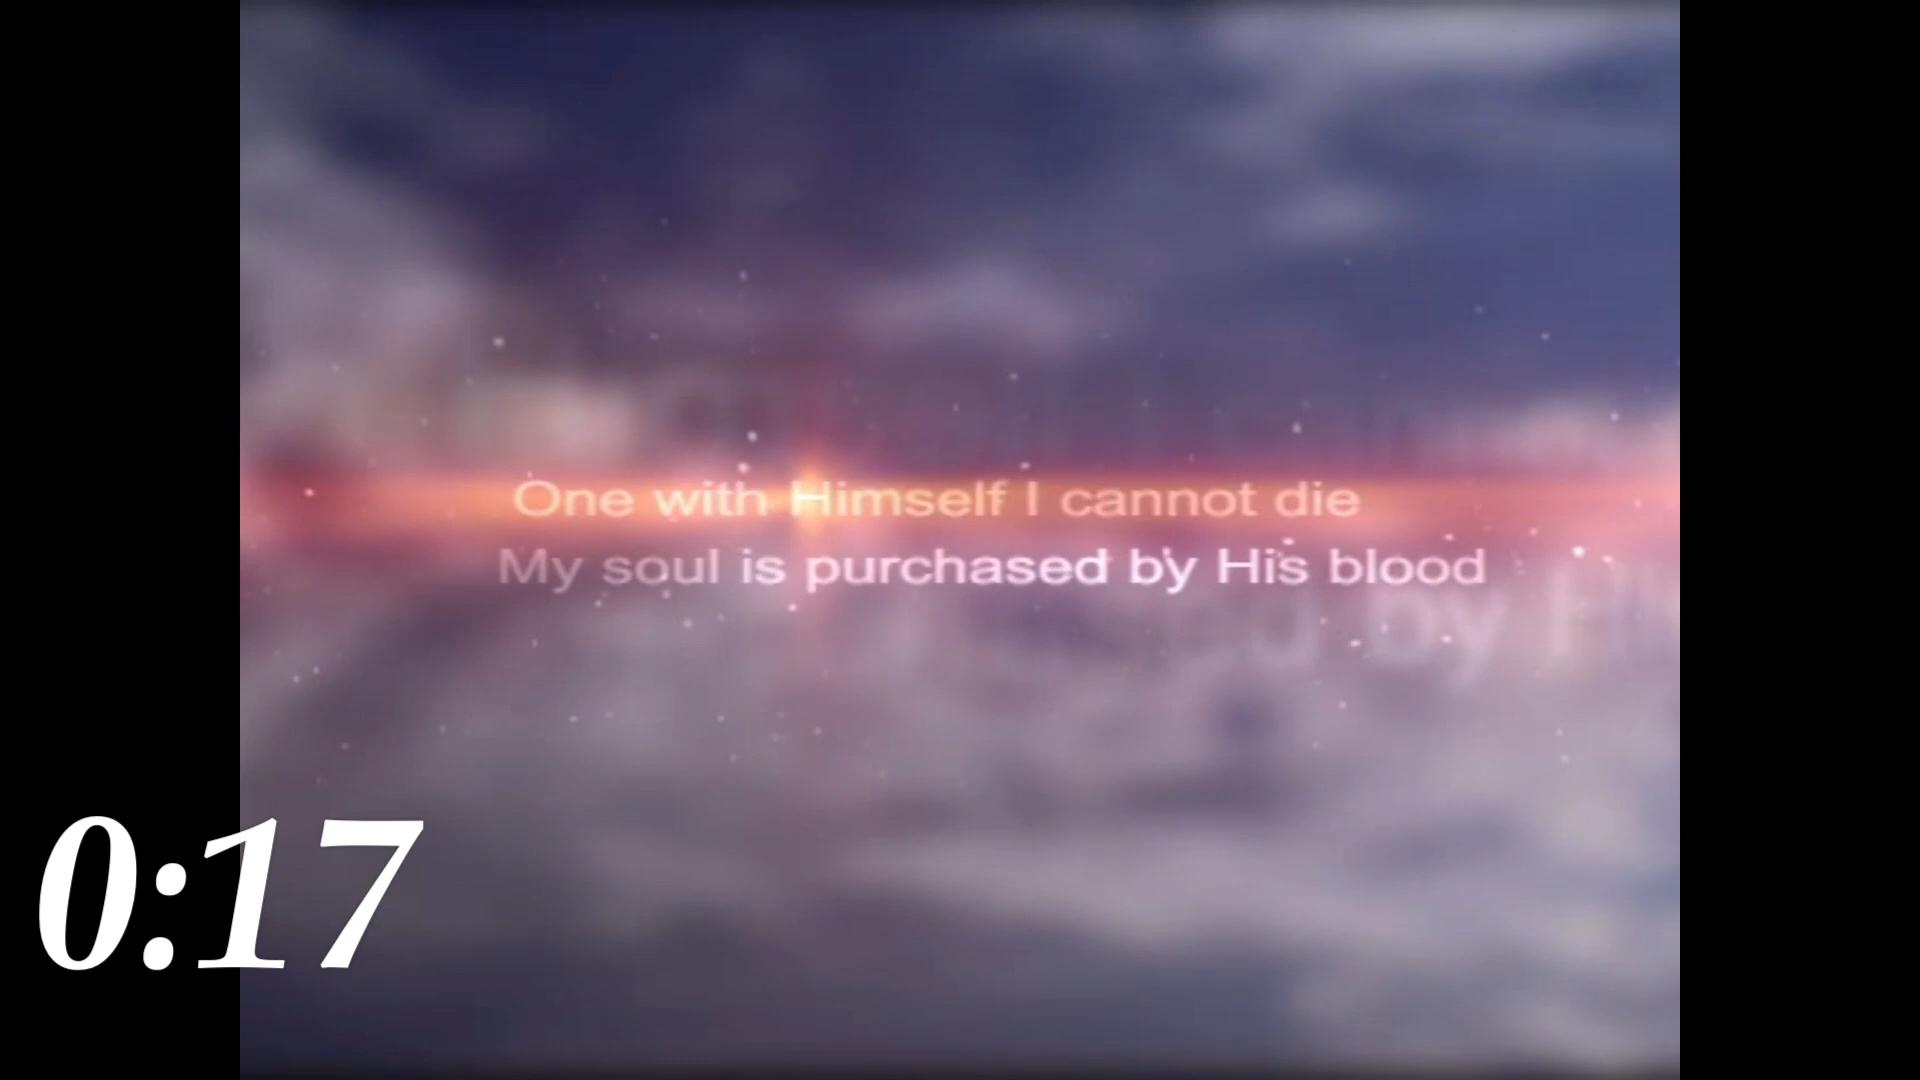 One with Himself I cannot die
My soul is purchased by His blood
0:17